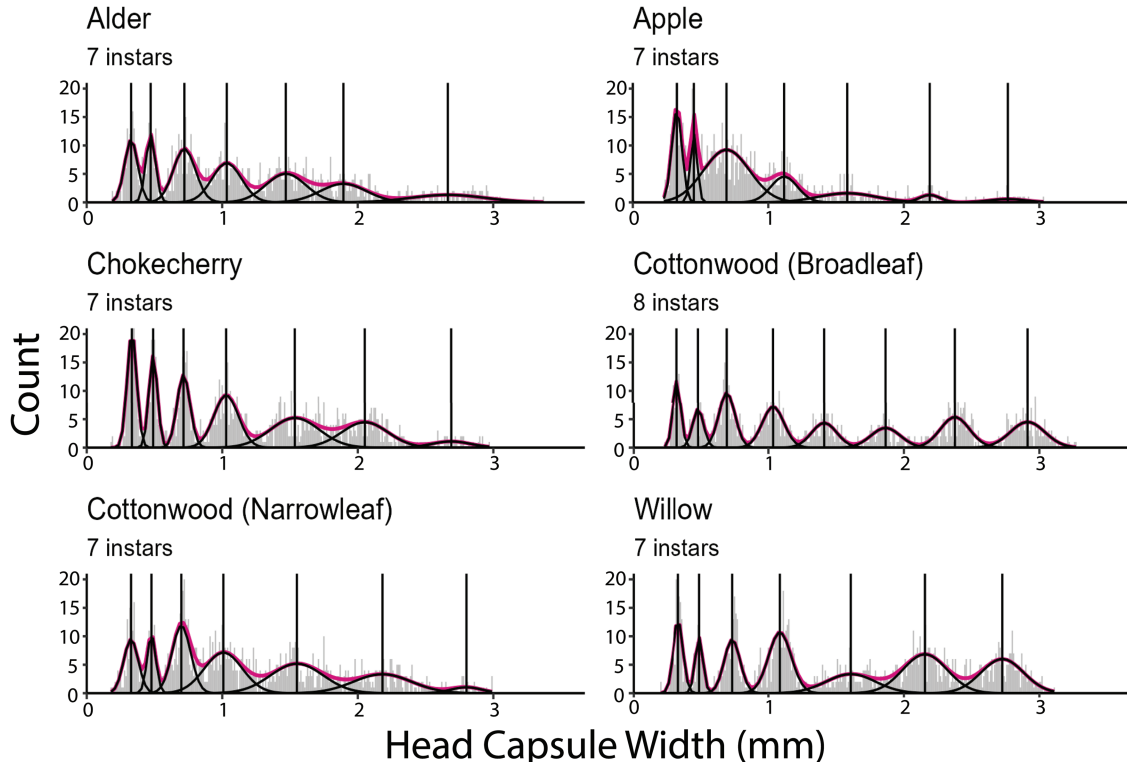 Alder
7 instars
20
15
10
5
0
0 1 2 3
Apple
7 instars
20
15
10
5
0
0 1 2 3
Chokecherry
7 instars
20
15
10
5
0
0 1 2 3
Cottonwood (Broadleaf)
8 instars
20
15
10
5
0
0 1 2 3
Cottonwood (Narrowleaf)
7 instars
20
15
10
5
0
0 1 2 3
Willow
7 instars
20
15
10
5
0
0 1 2 3
Count
Head Capsule Width (mm)